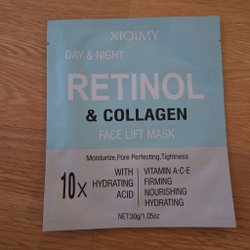 XIOIMY
DAY & NIGHT
RETINOL
& COLLAGEN
FACE LIFT MASK
Moisturize,Pore Perfecting,Tightness
10x
WITH
HYDRATING
ACID
VITAMIN A-C-E
FIRMING
NOURISHING
HYDRATING
NET:30g/1.05oz